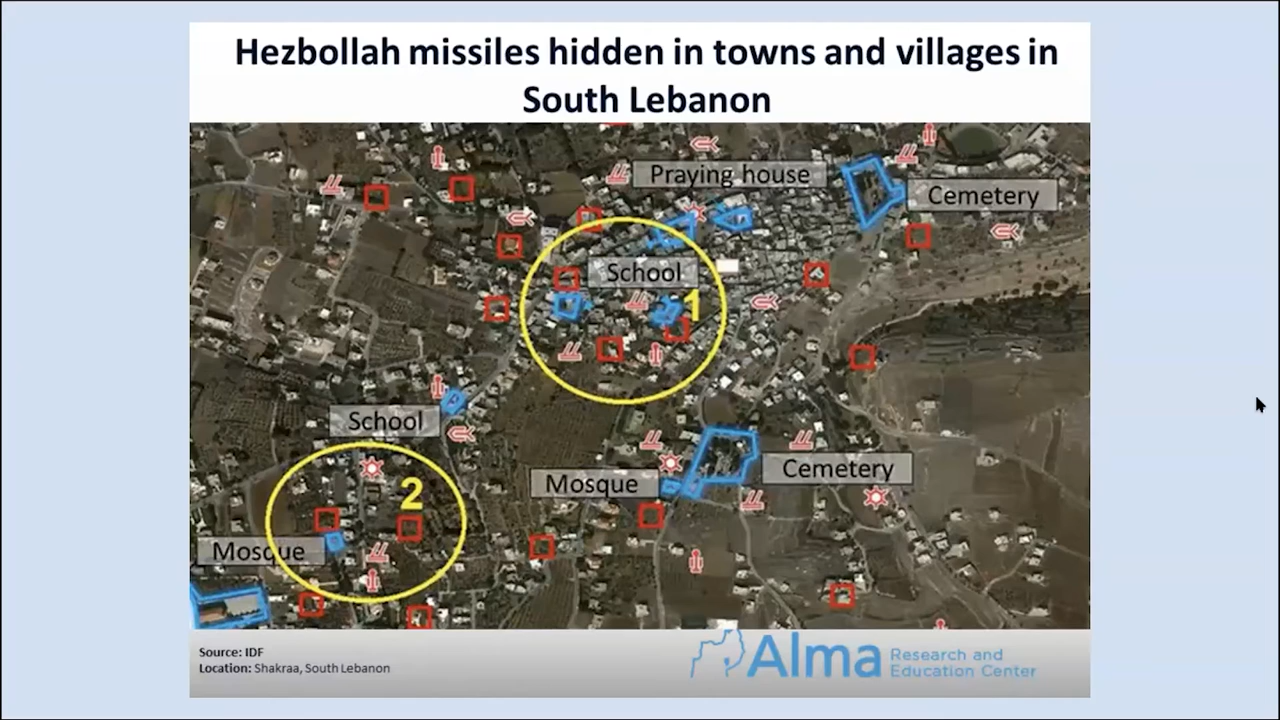 Hezbollah missiles hidden in towns and villages in
South Lebanon
Praying house
Cemetery
School
1
School
2
Mosque
Cemetery
Mosque
Source: IDF
Location: Shakraa, South Lebanon
Alma Research and
Education Center